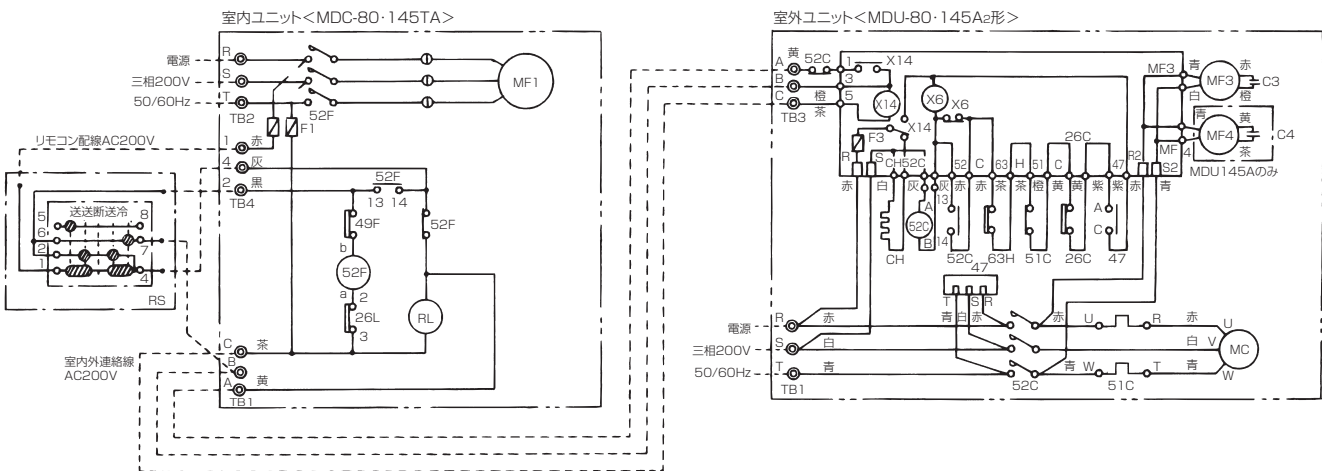 室内ユニット<MDC-80·145TA>
R
電源
S
三相200V
T
50/60Hz
TB2
52F
F1
MF1
リモコン配線AC200V
1 赤
4 灰
2 黒
TB4
52F
13 14
49F
52F
b
52F
a
2
26L
3
RL
送送断送冷
5
6
2
1
8
7
4
RS
室内外連絡線
AC200V
C 茶
B
A 黄
TB1
室外ユニット<MDU-80·145A2形>
黄
A
52C
B
C
橙
茶
TB3
1
3
5
X14
X14
X6
X6
X14
F3
R
S
CH
52C
52
C
63
H
51
C
26C
47
R2
S2
赤
白
灰
灰
赤
赤
茶
茶
橙
黄
黄
紫
紫
赤
青
MF3
青
白
MF3
赤
橙
C3
青
MF
4
MF4
黄
茶
C4
MDU145Aのみ
CH
A
52C
B
13
14
52C
63H
51C
26C
A
C
47
47
T S R
青 白 赤
R
電源
赤
S
三相200V
白
T
50/60Hz
青
TB1
52C
赤
U
R
赤
U
白
V
MC
青
W
51C
T
青
W